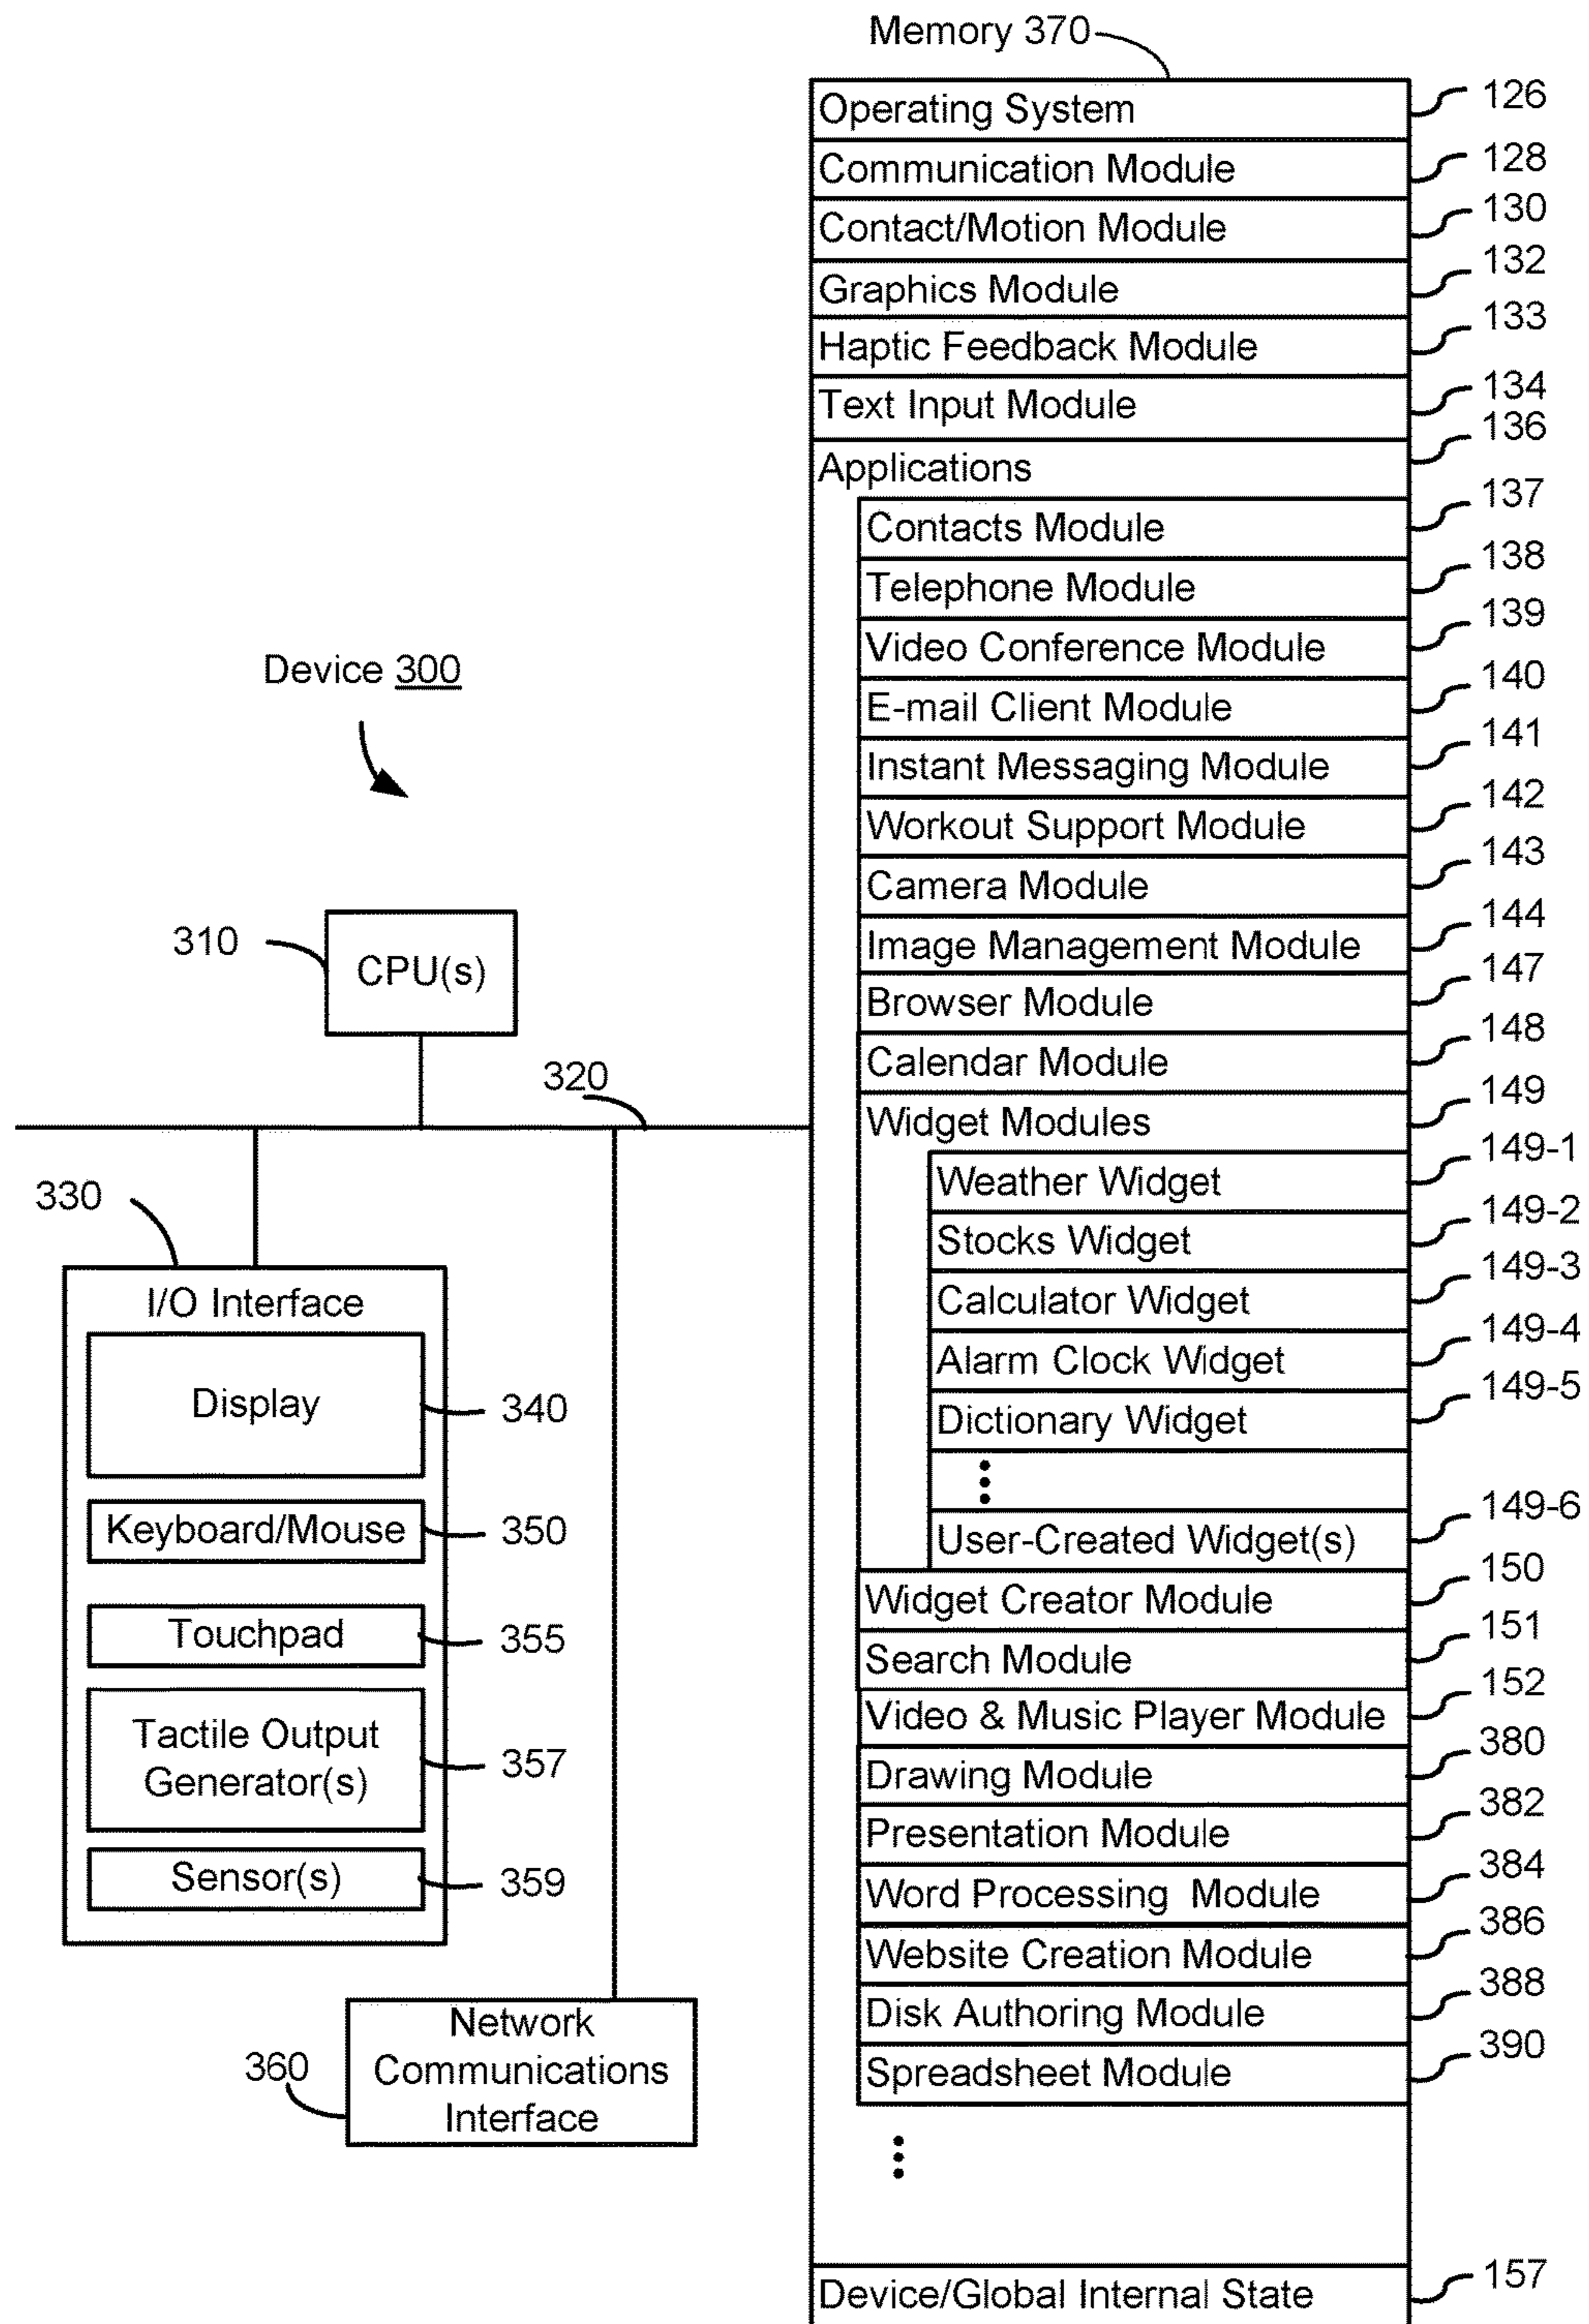 Memory 370
Operating System 126
Communication Module 128
Contact/Motion Module 130
Graphics Module 132
Haptic Feedback Module 133
Text Input Module 134
Applications 136
Contacts Module 137
Telephone Module 138
Video Conference Module 139
E-mail Client Module 140
Instant Messaging Module 141
Workout Support Module 142
Camera Module 143
Image Management Module 144
Browser Module 147
Calendar Module 148
Widget Modules 149
Weather Widget 149-1
Stocks Widget 149-2
Calculator Widget 149-3
Alarm Clock Widget 149-4
Dictionary Widget 149-5
User-Created Widget(s) 149-6
Widget Creator Module 150
Search Module 151
Video & Music Player Module 152
Drawing Module 380
Presentation Module 382
Word Processing Module 384
Website Creation Module 386
Disk Authoring Module 388
Spreadsheet Module 390
Device/Global Internal State 157
Device 300
310
CPU(s)
320
330
I/O Interface
Display 340
Keyboard/Mouse 350
Touchpad 355
Tactile Output
Generator(s) 357
Sensor(s) 359
360
Network
Communications
Interface